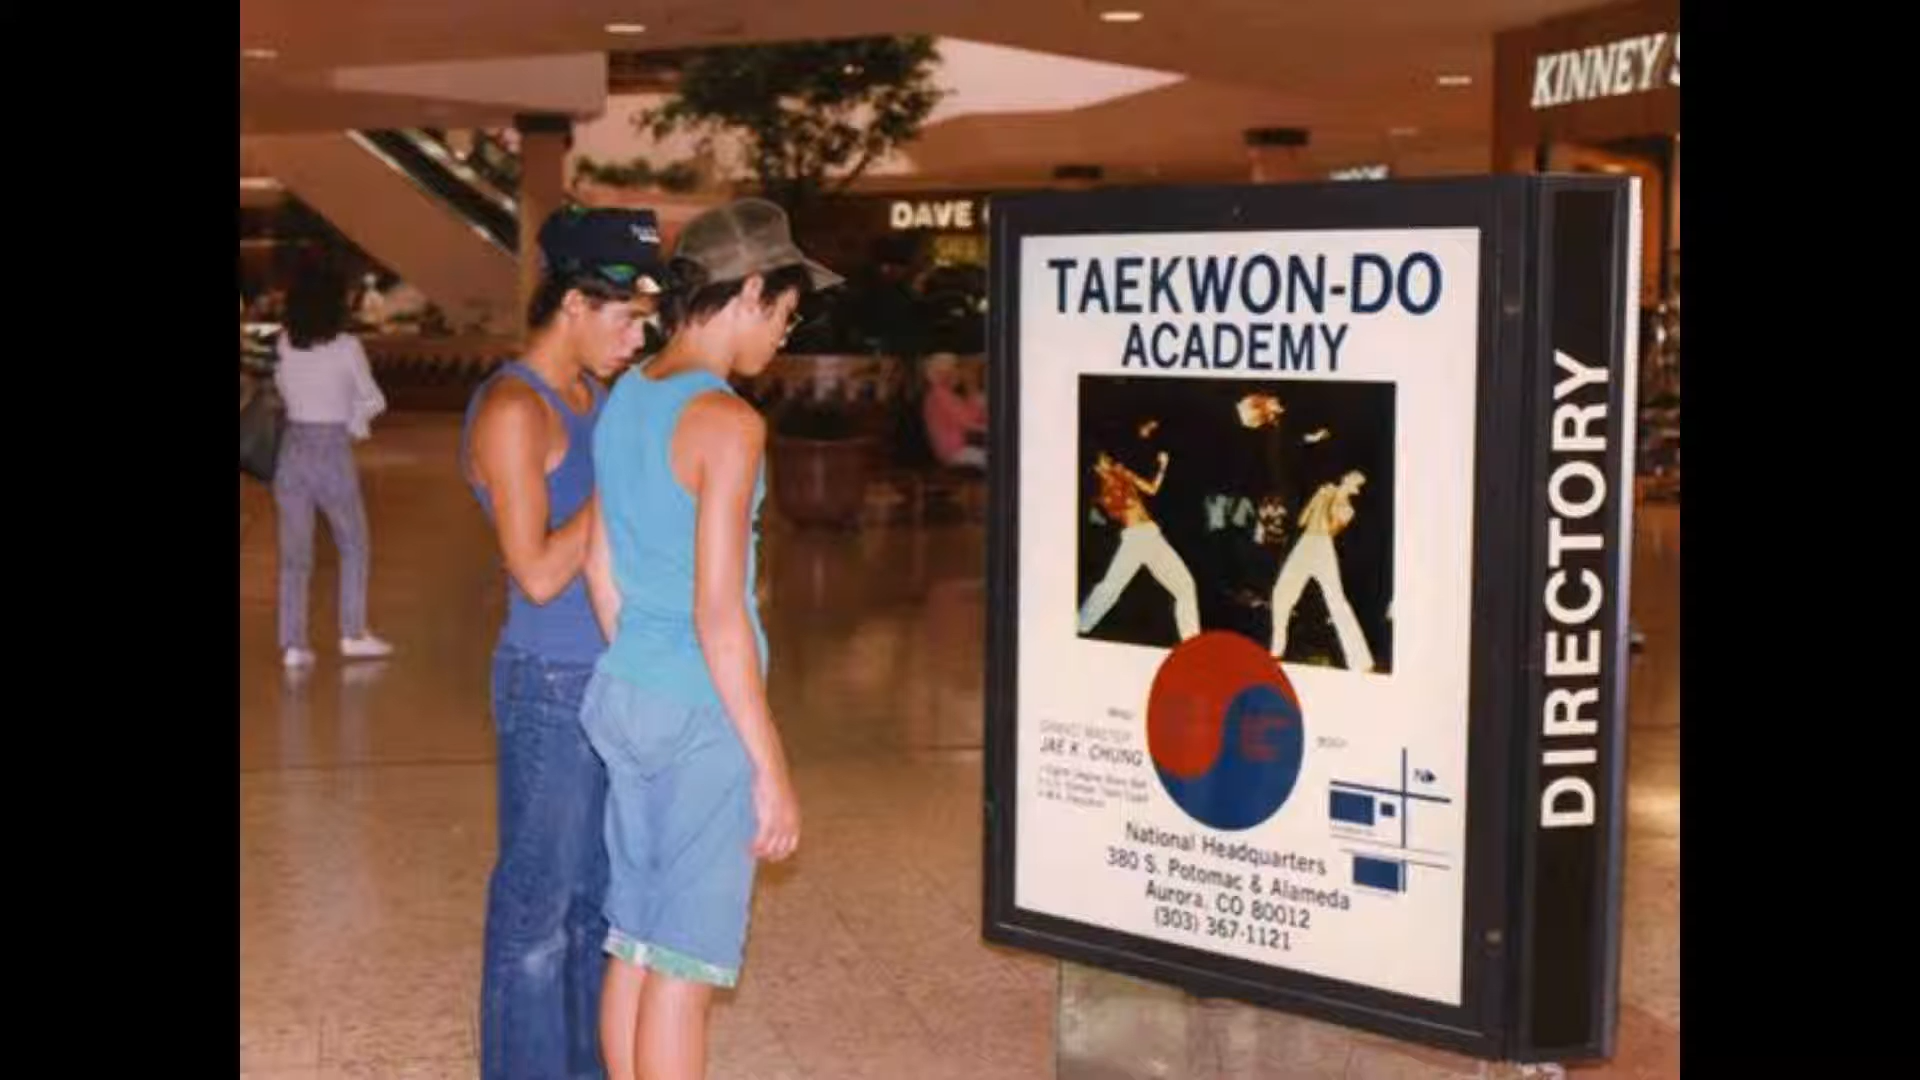 KINNEY
DAVE
TAEKWON-DO
ACADEMY
GRAND MASTER
JAE K. CHUNG
N
National Headquarters
380 S. Potomac & Alameda
Aurora, CO 80012
(303) 367-1121
DIRECTORY